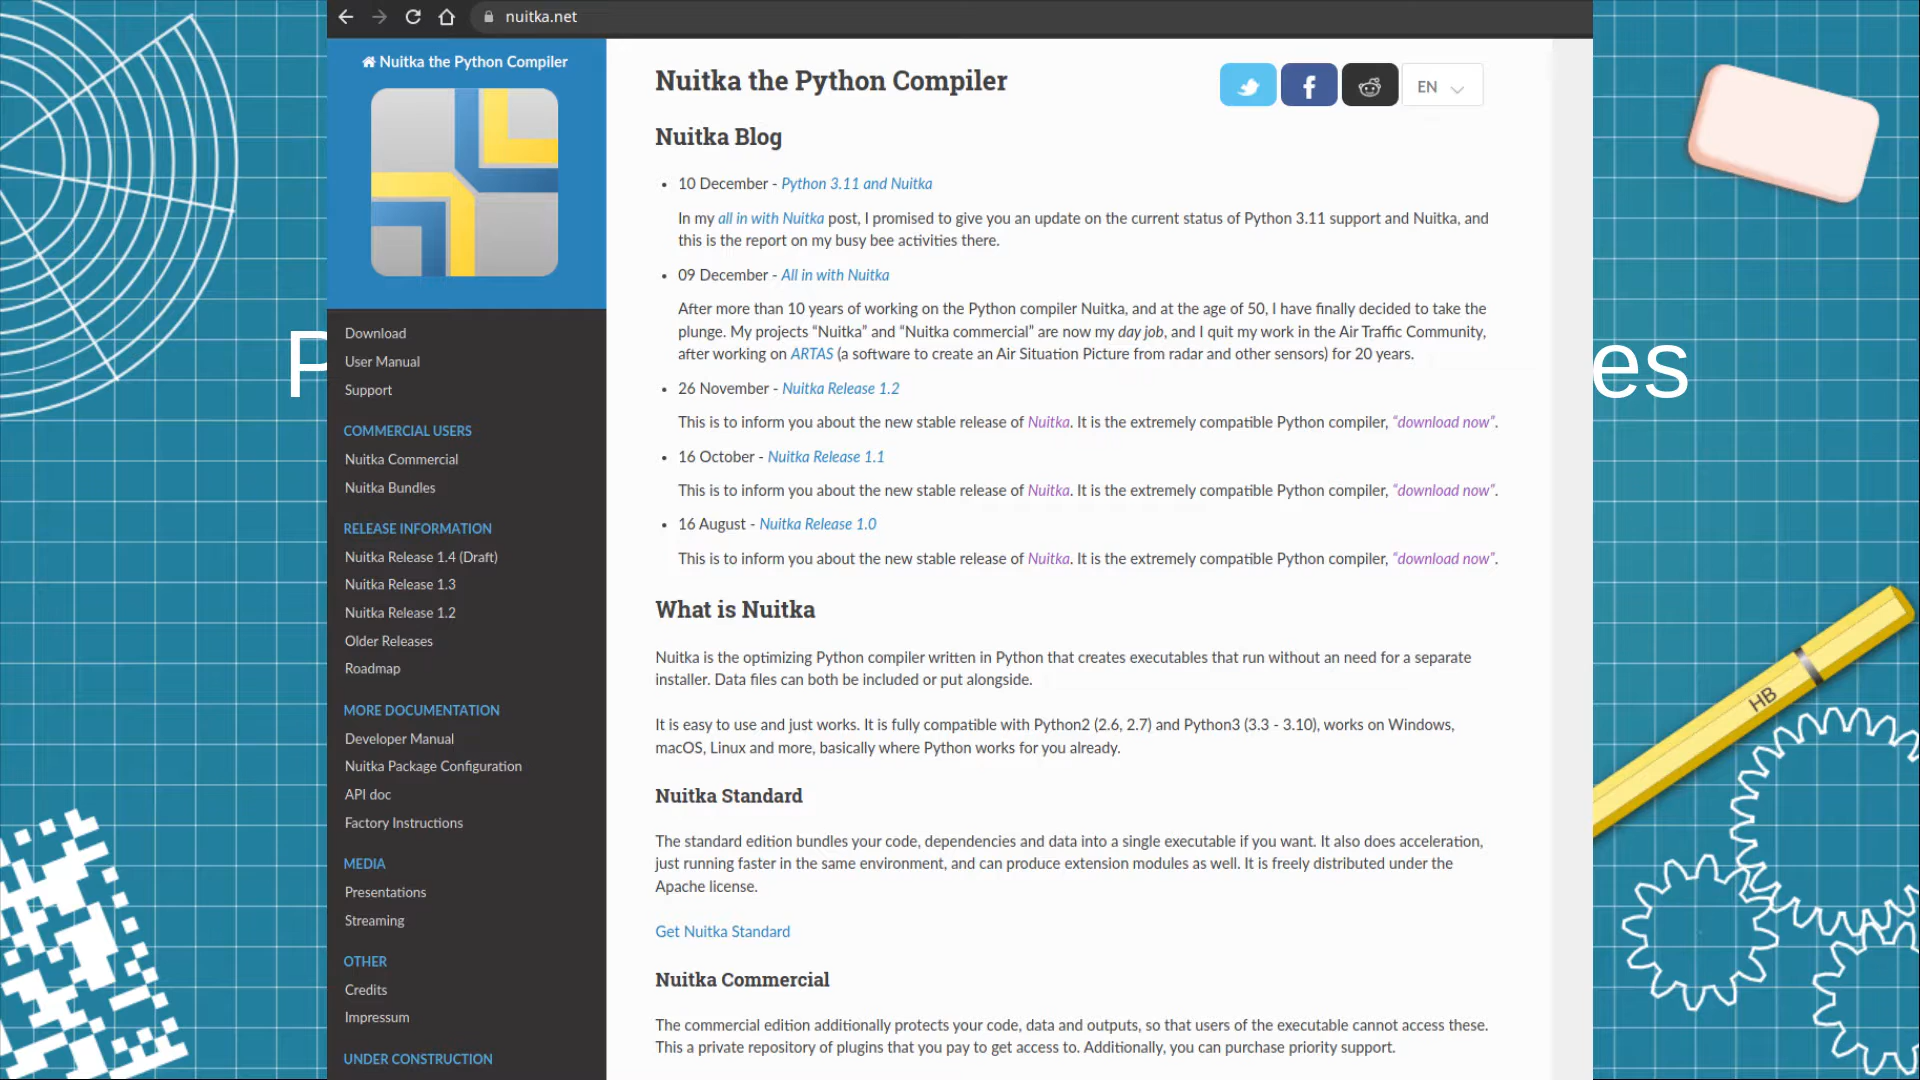 nuitka.net
Nuitka the Python Compiler
Download
User Manual
Support
COMMERCIAL USERS
Nuitka Commercial
Nuitka Bundles
RELEASE INFORMATION
Nuitka Release 1.4 (Draft)
Nuitka Release 1.3
Nuitka Release 1.2
Older Releases
Roadmap
MORE DOCUMENTATION
Developer Manual
Nuitka Package Configuration
API doc
Factory Instructions
MEDIA
Presentations
Streaming
OTHER
Credits
Impressum
UNDER CONSTRUCTION
Nuitka the Python Compiler
EN
Nuitka Blog
• 10 December - Python 3.11 and Nuitka
In my all in with Nuitka post, I promised to give you an update on the current status of Python 3.11 support and Nuitka, and
this is the report on my busy bee activities there.
• 09 December - All in with Nuitka
After more than 10 years of working on the Python compiler Nuitka, and at the age of 50, I have finally decided to take the
plunge. My projects “Nuitka” and “Nuitka commercial” are now my day job, and I quit my work in the Air Traffic Community,
after working on ARTAS (a software to create an Air Situation Picture from radar and other sensors) for 20 years.
• 26 November - Nuitka Release 1.2
This is to inform you about the new stable release of Nuitka. It is the extremely compatible Python compiler, “download now”.
• 16 October - Nuitka Release 1.1
This is to inform you about the new stable release of Nuitka. It is the extremely compatible Python compiler, “download now”.
• 16 August - Nuitka Release 1.0
This is to inform you about the new stable release of Nuitka. It is the extremely compatible Python compiler, “download now”.
What is Nuitka
Nuitka is the optimizing Python compiler written in Python that creates executables that run without an need for a separate
installer. Data files can both be included or put alongside.
It is easy to use and just works. It is fully compatible with Python2 (2.6, 2.7) and Python3 (3.3 - 3.10), works on Windows,
macOS, Linux and more, basically where Python works for you already.
Nuitka Standard
The standard edition bundles your code, dependencies and data into a single executable if you want. It also does acceleration,
just running faster in the same environment, and can produce extension modules as well. It is freely distributed under the
Apache license.
Get Nuitka Standard
Nuitka Commercial
The commercial edition additionally protects your code, data and outputs, so that users of the executable cannot access these.
This a private repository of plugins that you pay to get access to. Additionally, you can purchase priority support.
es
HB